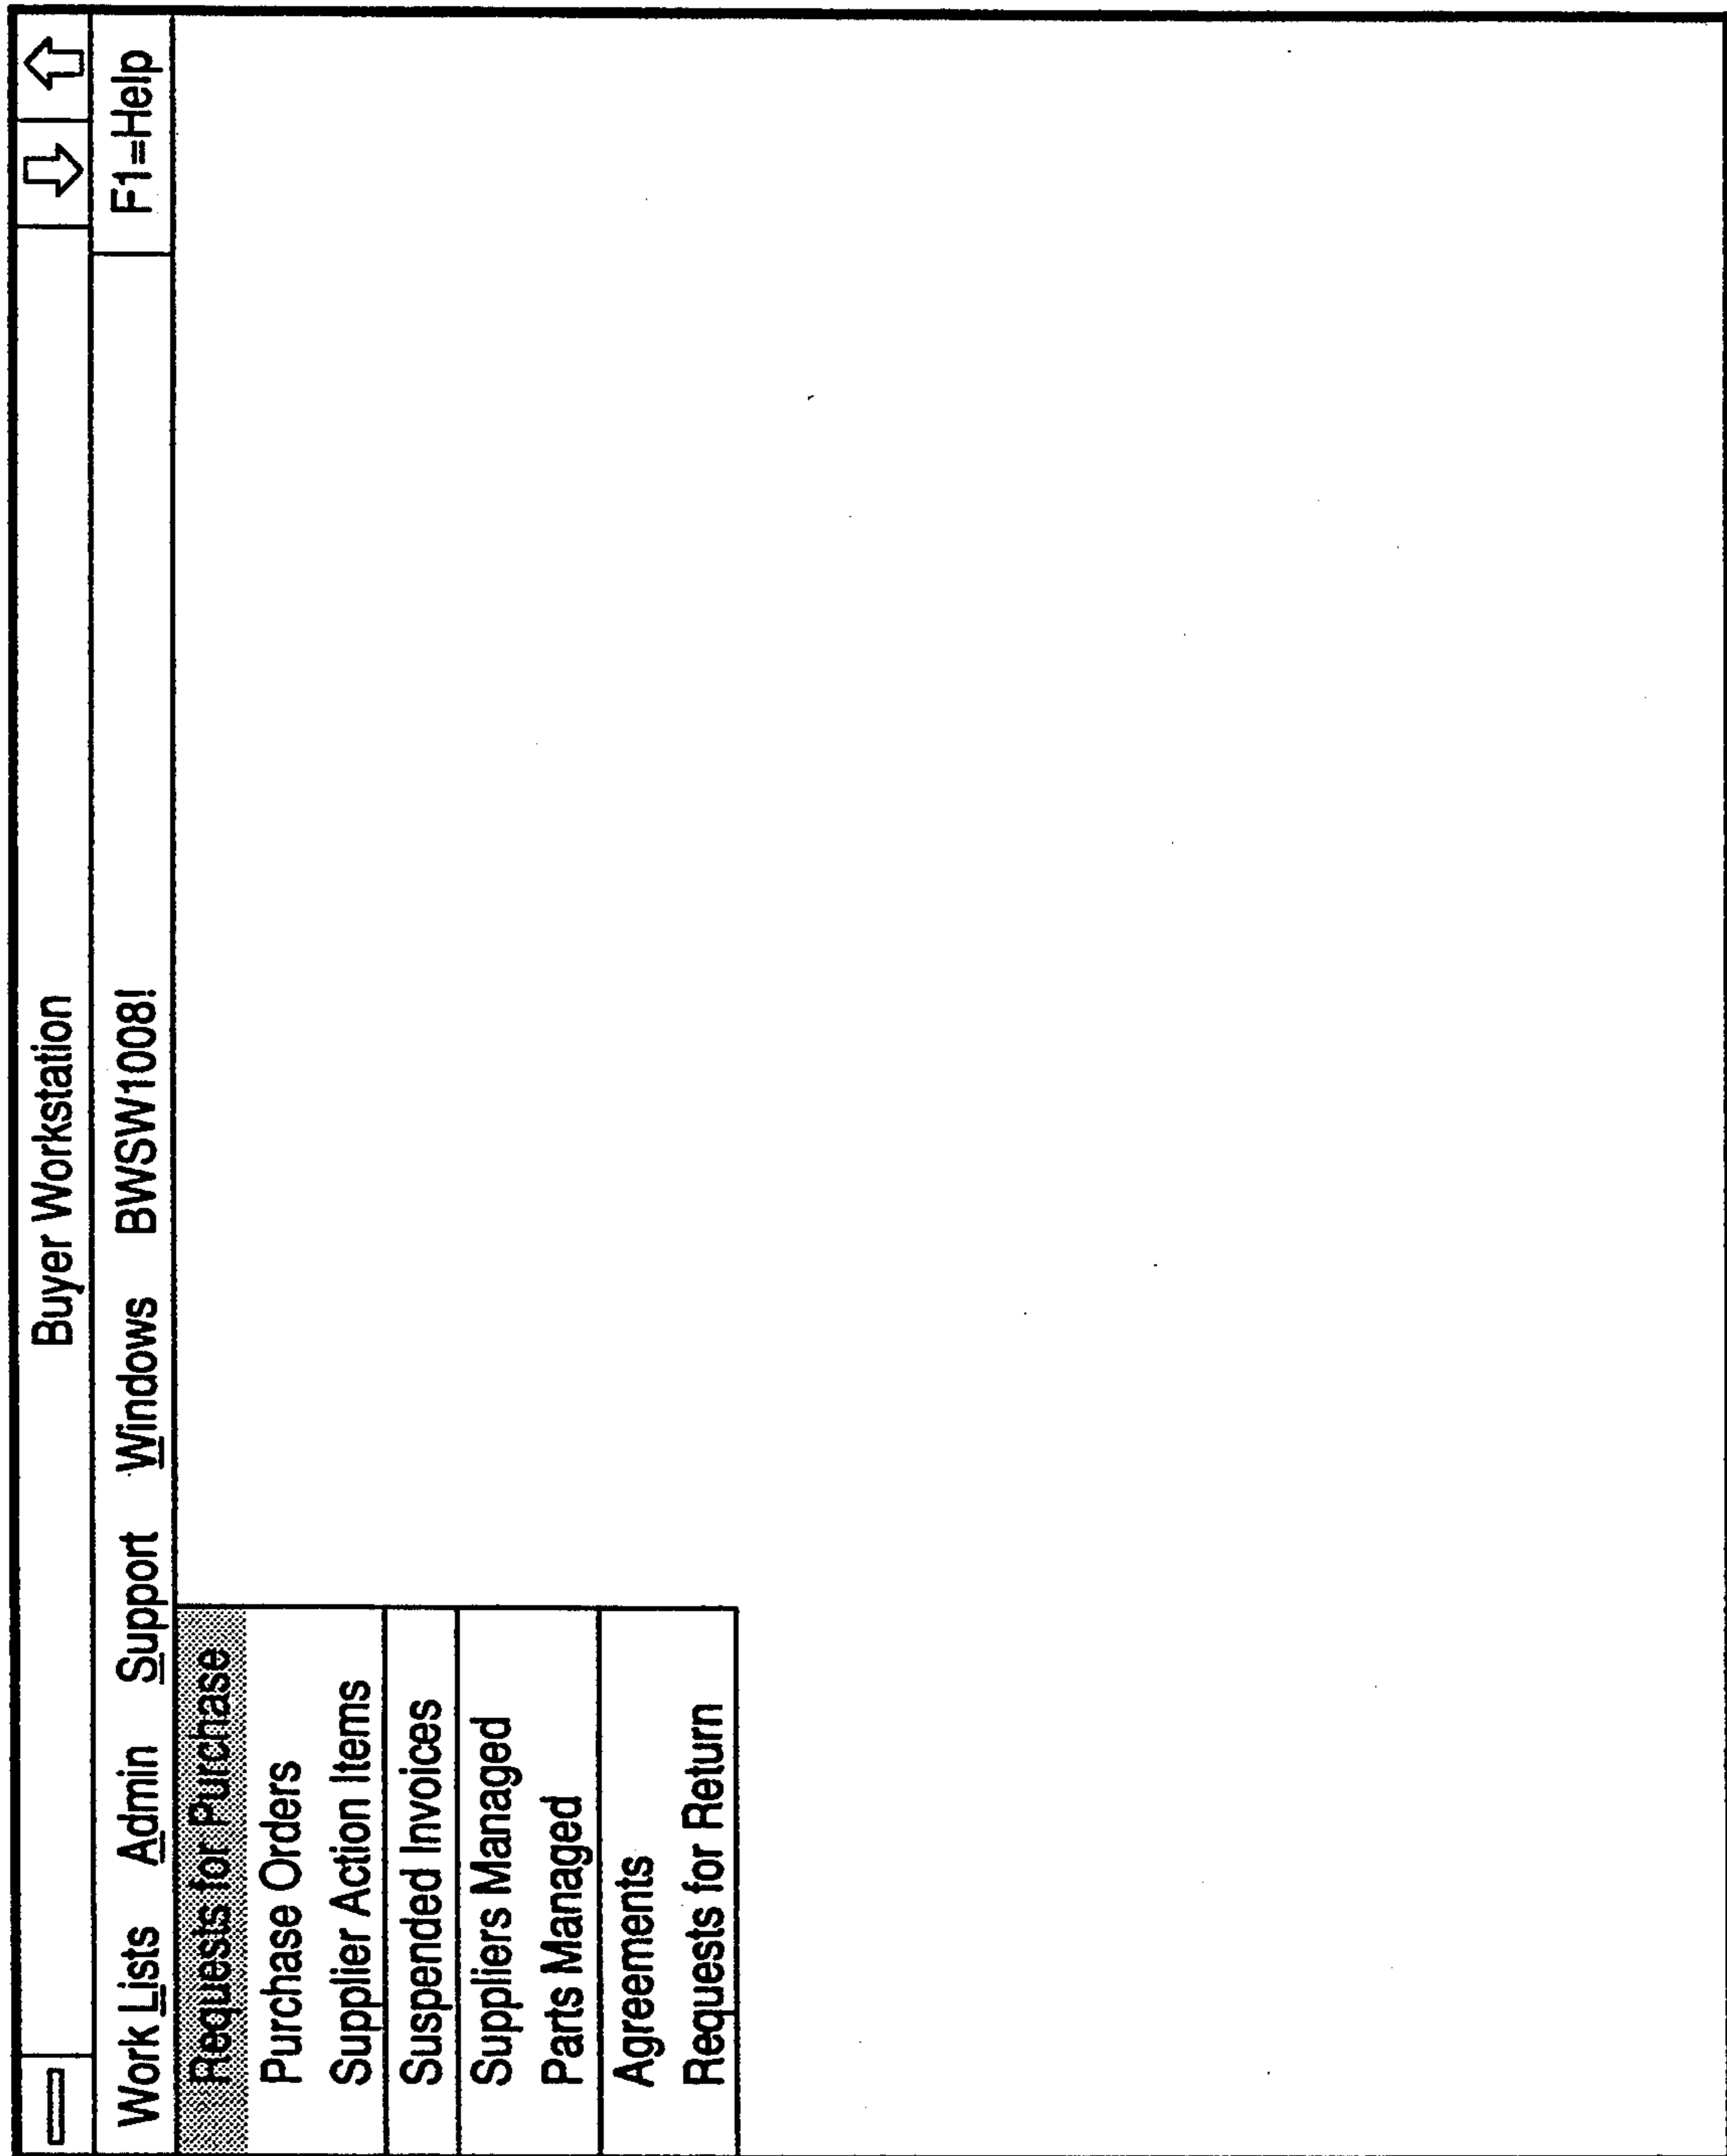 Buyer Workstation
Work Lists Admin Support Windows BWSW1008! F1=Help
Requests for Purchase
Purchase Orders
Supplier Action Items
Suspended Invoices
Suppliers Managed
Parts Managed
Agreements
Requests for Return